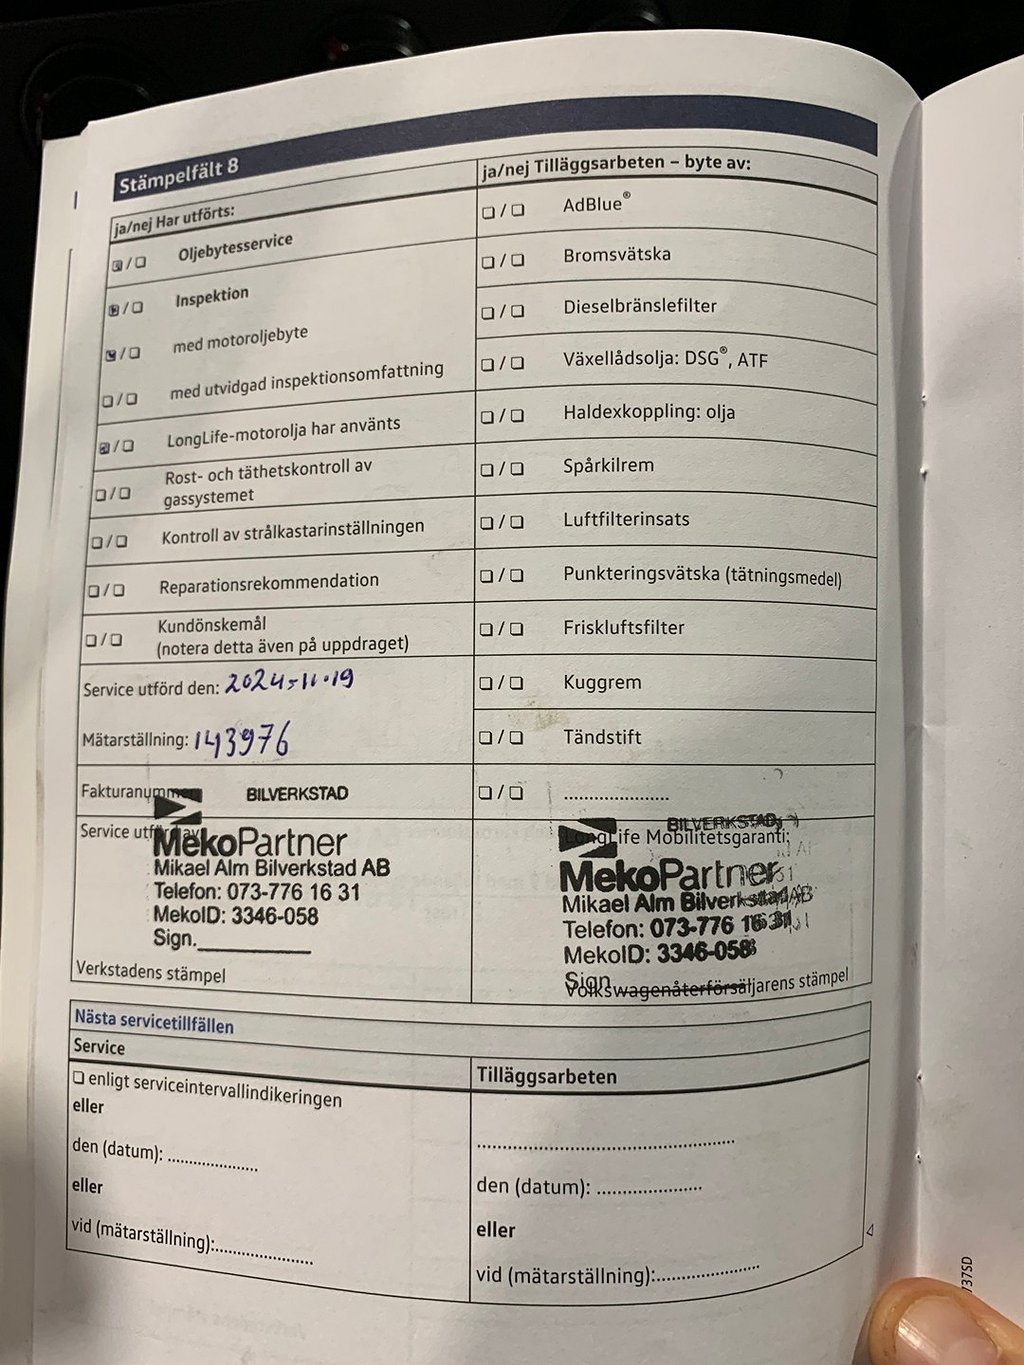 Stämpelfält 8
ja/nej Har utförts:
❑ / ❑ Oljebytesservice
❑ / ❑ Inspektion
❑ / ❑ med motoroljebyte
❑ / ❑ med utvidgad inspektionsomfattning
❑ / ❑ LongLife-motorolja har använts
❑ / ❑ Rost- och täthetskontroll av
gassystemet
❑ / ❑ Kontroll av strålkastarinställningen
❑ / ❑ Reparationsrekommendation
❑ / ❑ Kundönskemål
(notera detta även på uppdraget)
Service utförd den: 2024-11-19
Mätarställning: 143976
Fakturanummer
BILVERKSTAD
Service utförd av
MekoPartner
Mikael Alm Bilverkstad AB
Telefon: 073-776 16 31
MekoID: 3346-058
Sign.
Verkstadens stämpel
ja/nej Tilläggsarbeten – byte av:
❑ / ❑ AdBlue®
❑ / ❑ Bromsvätska
❑ / ❑ Dieselbränslefilter
❑ / ❑ Växellådsolja: DSG®, ATF
❑ / ❑ Haldexkoppling: olja
❑ / ❑ Spårkilrem
❑ / ❑ Luftfilterinsats
❑ / ❑ Punkteringsvätska (tätningsmedel)
❑ / ❑ Friskluftsfilter
❑ / ❑ Kuggrem
❑ / ❑ Tändstift
❑ / ❑ .....................
BILVERKSTAD
LongLife Mobilitetsgaranti:
MekoPartner
Mikael Alm Bilverkstad AB
Telefon: 073-776 16 31
MekoID: 3346-058
Sign
Volkswagenåterförsäljarens stämpel
Nästa servicetillfällen
Service
❑ enligt serviceintervallindikeringen
eller
den (datum): ..................
eller
vid (mätarställning):...................
Tilläggsarbeten
..................................................
den (datum): .....................
eller
vid (mätarställning):....................
737SD